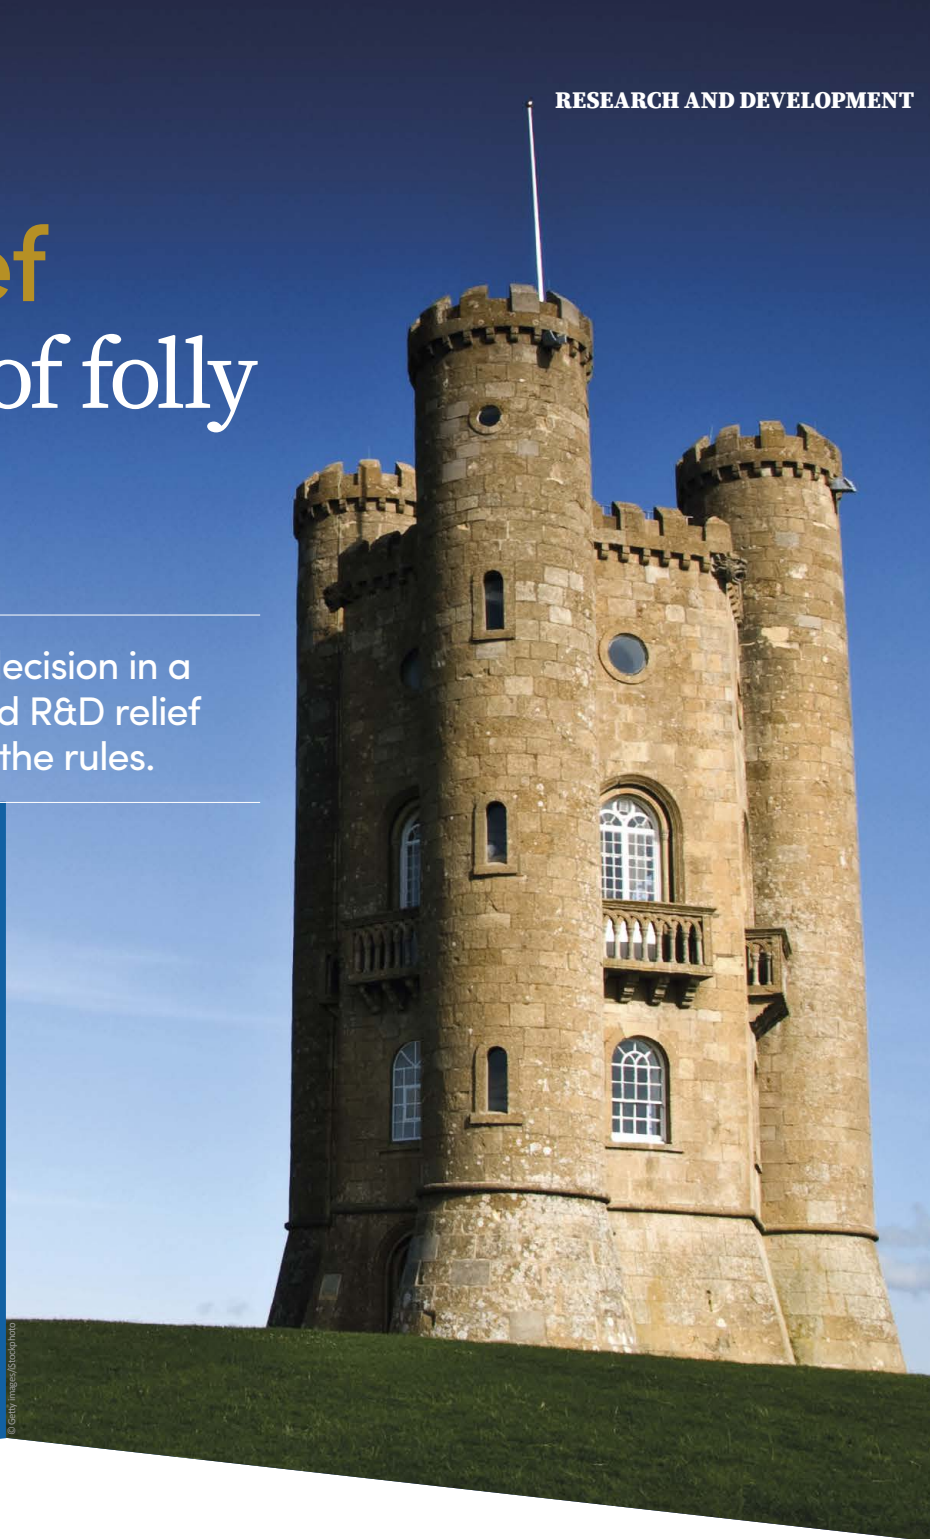 RESEARCH AND DEVELOPMENT
ef
of folly
ecision in a
d R&D relief
the rules.
© Getty images/iStockphoto